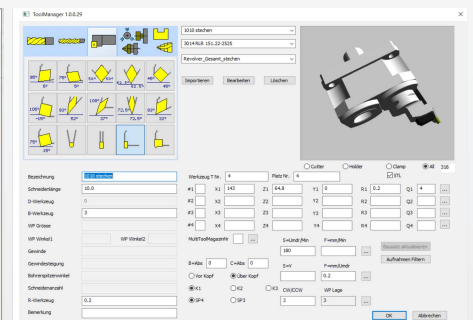 ToolManager 1.0.0.29
1010 stechen
3014 RLR 151.22-2525
Revolver_Gesamt_stechen
Importieren Bearbeiten Löschen
Cutter Holder Clamp All 316
STL
Bezeichnung 1010 stechen
Schneidenlänge 10.0
D-Werkzeug 0
B-Werkzeug 3
WP Grösse
WP Winkel1 WP Winkel2
Gewinde
Gewindesteigung
Bohrerspitzenwinkel
Schneidenanzahl
R-Werkzeug 0.2
Bemerkung
Werkzeug T Nr. 4 Platz Nr. 4
#1 X1 143 Z1 64.8 Y1 0 R1 0.2 Q1 4 ...
#2 X2 Z2 Y2 R2 Q2 ...
#3 X3 Z3 Y3 R3 Q3 ...
#4 X4 Z4 Y4 R4 Q4 ...
MultiToolMagazinNr ... S=Umdr/Min F=mm/Min
180
B=Abs 0 C=Abs 0 S=V F=mm/Umdr
Vor Kopf Über Kopf 0.2 ...
K1 K2 K3 CW/CCW WP Lage
SP4 SP3 3 3 ...
Bauteil aktualisieren
Aufnahmen Filtern
OK Abbrechen